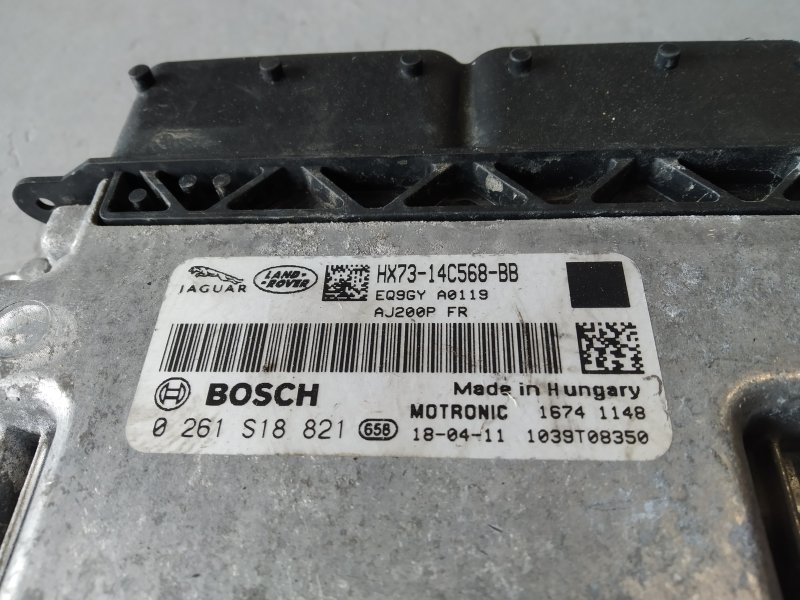 JAGUAR LAND-ROVER HX73-14C568-BB
EQ9GY A0119
AJ200P FR
BOSCH Made in Hungary
MOTRONIC 1674 1148
0 261 S18 821 658 18-04-11 1039T08350